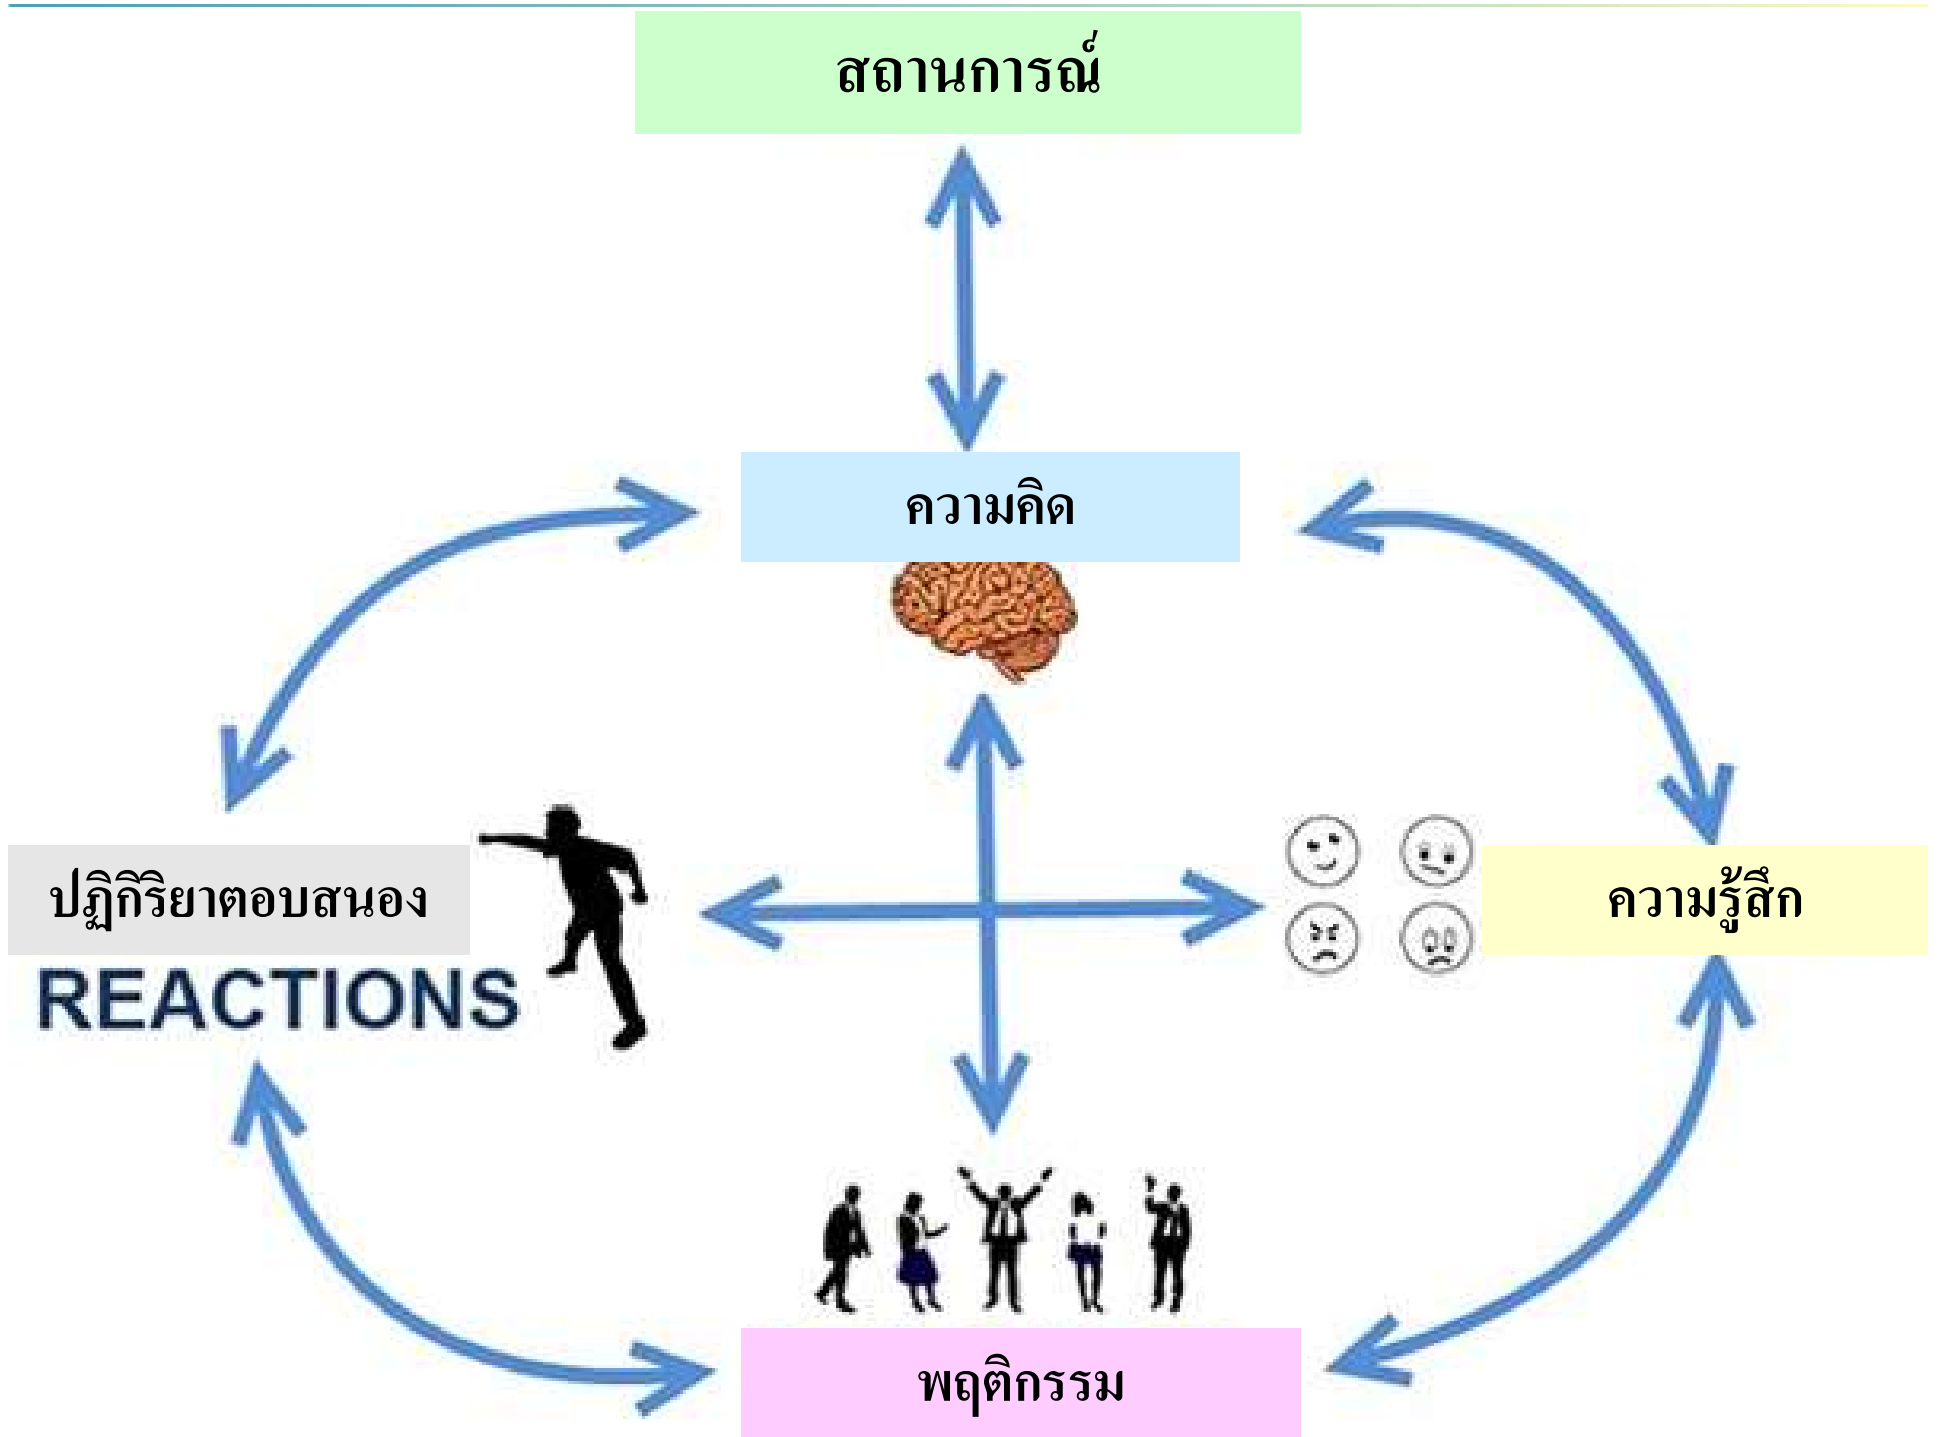 สถานการณ์
ความคิด
ปฏิกิริยาตอบสนอง
ความรู้สึก
REACTIONS
พฤติกรรม